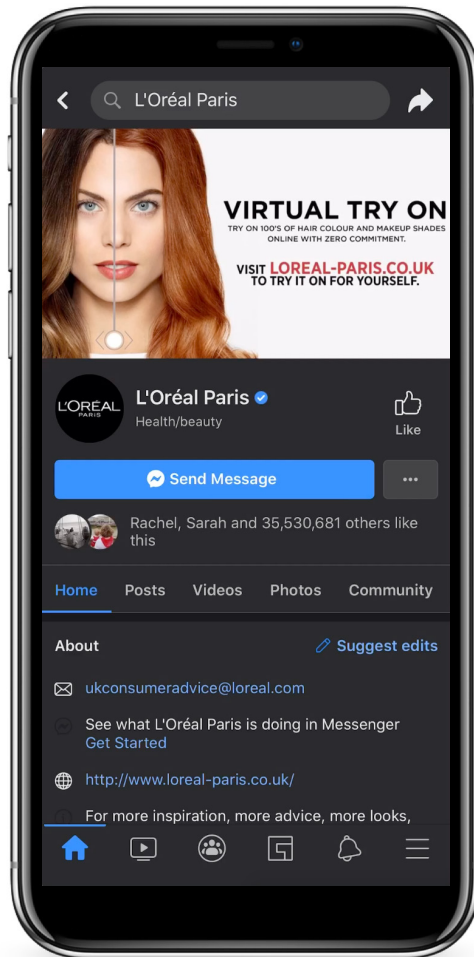 L'Oréal Paris
VIRTUAL TRY ON
TRY ON 100'S OF HAIR COLOUR AND MAKEUP SHADES
ONLINE WITH ZERO COMMITMENT.
VISIT LOREAL-PARIS.CO.UK
TO TRY IT ON FOR YOURSELF.
L'ORÉAL
PARIS
L'Oréal Paris
Health/beauty
Like
Send Message
Rachel, Sarah and 35,530,681 others like
this
Home Posts Videos Photos Community
About Suggest edits
ukconsumeradvice@loreal.com
See what L'Oréal Paris is doing in Messenger
Get Started
http://www.loreal-paris.co.uk/
For more inspiration, more advice, more looks,